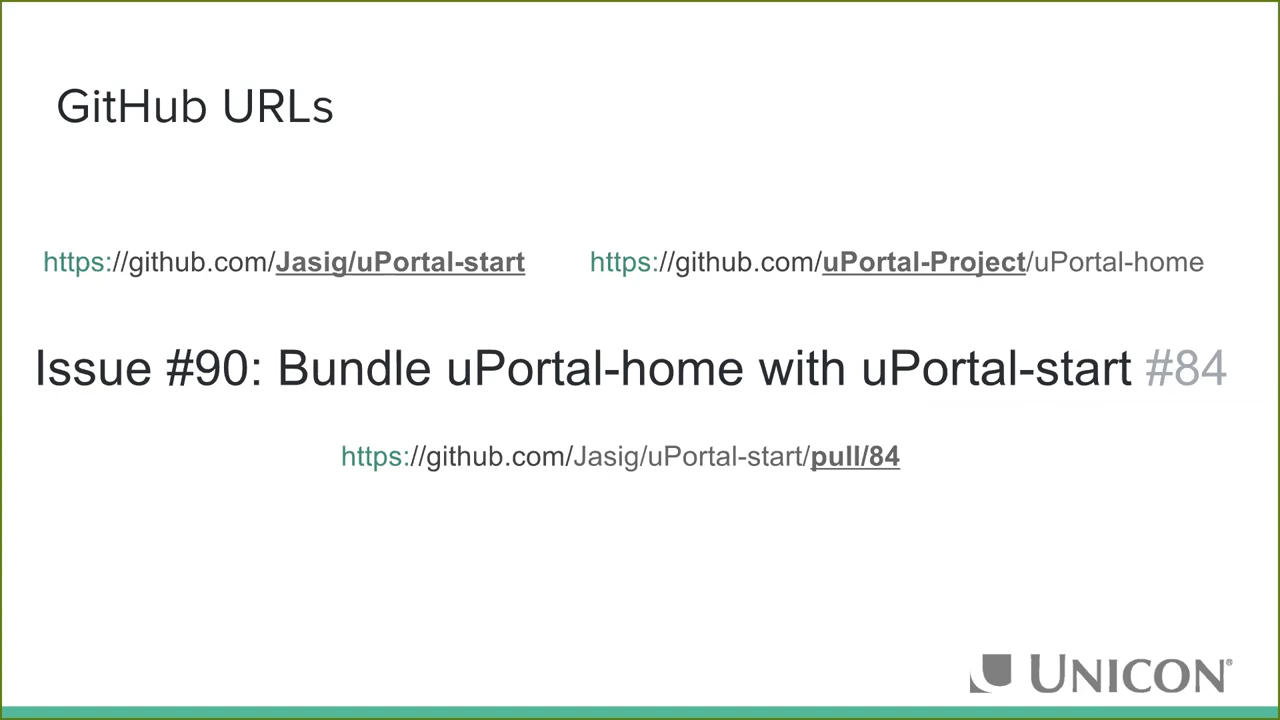 GitHub URLs
https://github.com/Jasig/uPortal-start
https://github.com/uPortal-Project/uPortal-home
Issue #90: Bundle uPortal-home with uPortal-start #84
https://github.com/Jasig/uPortal-start/pull/84
UNICON®